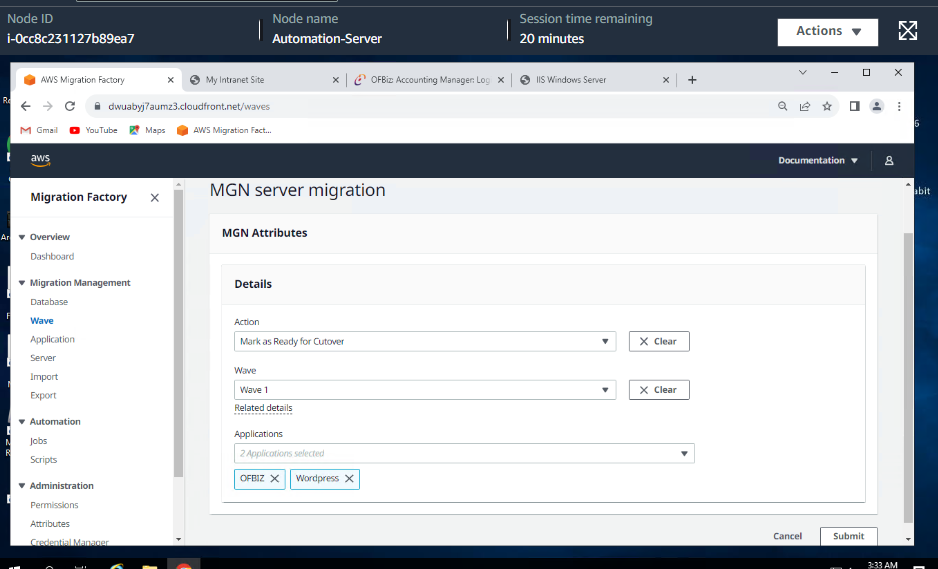 Node ID
i-0cc8c231127b89ea7
Node name
Automation-Server
Session time remaining
20 minutes
Actions
AWS Migration Factory
My Intranet Site
OFBiz: Accounting Manager: Log
IIS Windows Server
dwuabyj7aumz3.cloudfront.net/waves
Gmail
YouTube
Maps
AWS Migration Fact...
aws
Documentation
Migration Factory
Overview
Dashboard
Migration Management
Database
Wave
Application
Server
Import
Export
Automation
Jobs
Scripts
Administration
Permissions
Attributes
Credential Manager
MGN server migration
MGN Attributes
Details
Action
Mark as Ready for Cutover
Clear
Wave
Wave 1
Clear
Related details
Applications
2 Applications selected
OFBIZ
Wordpress
Cancel
Submit
3:33 AM